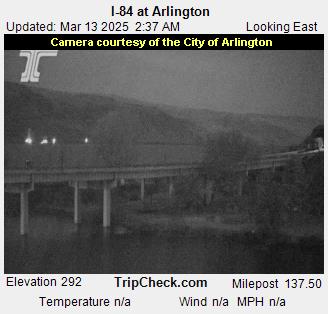 I-84 at Arlington
Updated: Mar 13 2025 2:37 AM Looking East
Camera courtesy of the City of Arlington
Elevation 292 TripCheck.com Milepost 137.50
Temperature n/a Wind n/a MPH n/a